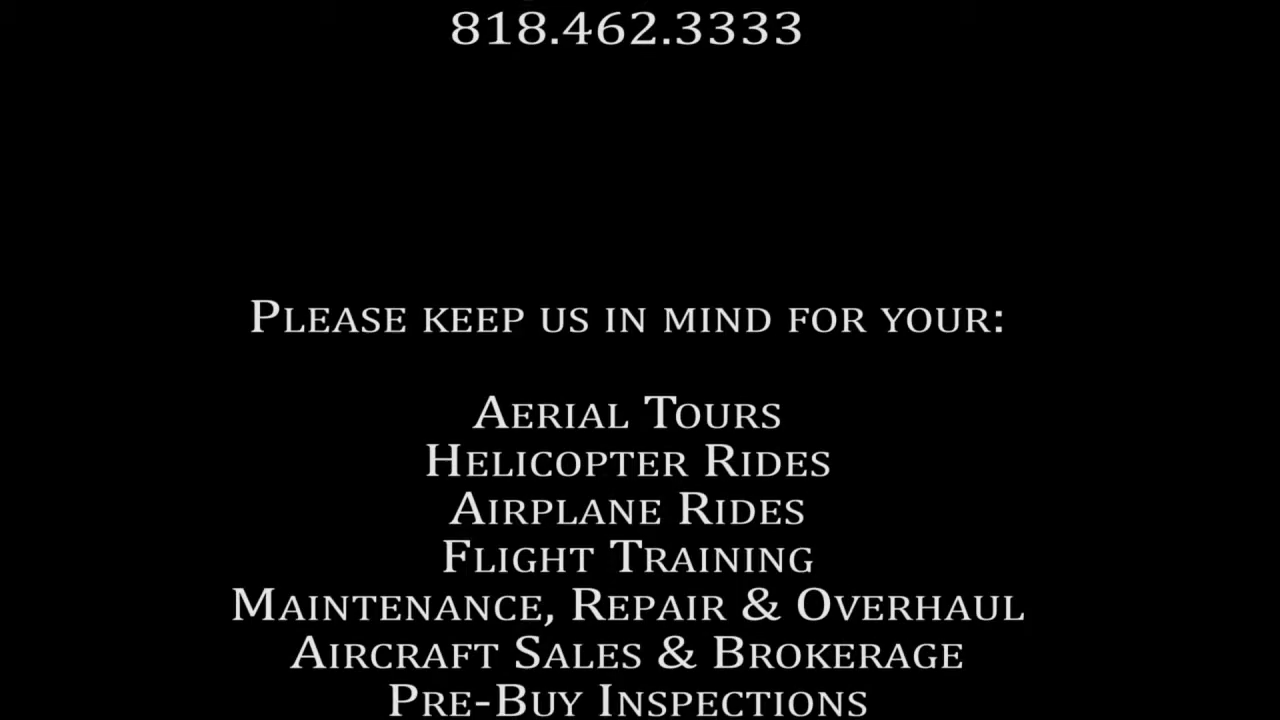 818.462.3333
Please keep us in mind for your:
Aerial Tours
Helicopter Rides
Airplane Rides
Flight Training
Maintenance, Repair & Overhaul
Aircraft Sales & Brokerage
Pre-Buy Inspections